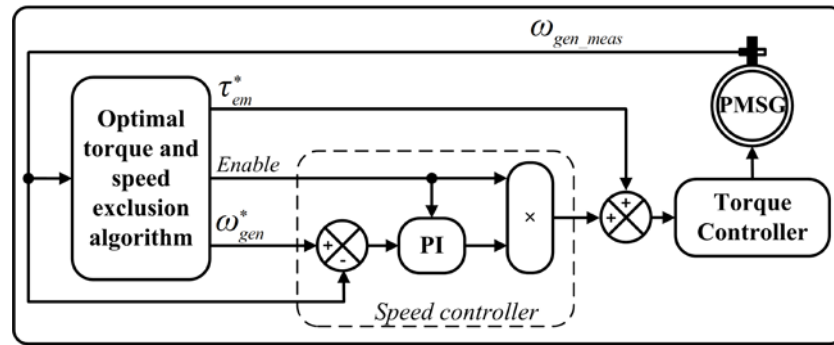 ω_gen_meas
τ*_em
PMSG
Optimal
torque and
speed
exclusion
algorithm
Enable
ω*_gen
+
-
PI
×
+
+
Torque
Controller
Speed controller